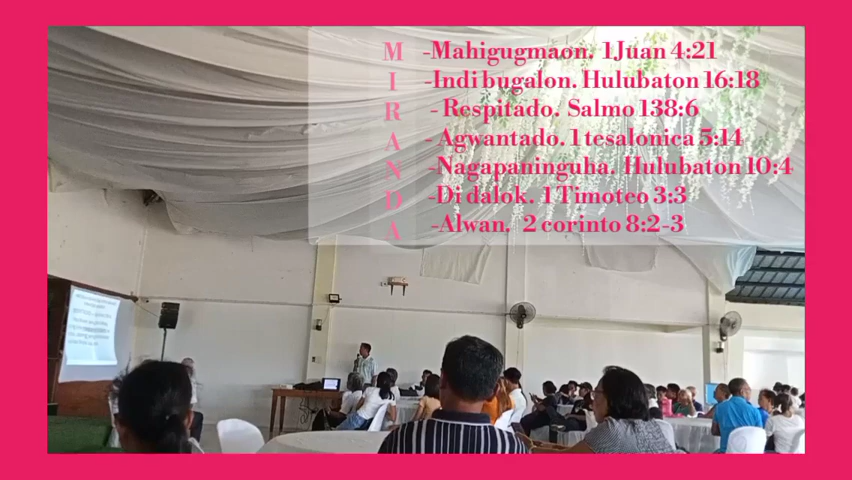 M -Mahigugmaon. 1Juan 4:21
I -Indi bugalon. Hulubaton 16:18
R - Respitado. Salmo 138:6
A - Agwantado. 1 tesalonica 5:14
N -Nagapaninguha. Hulubaton 10:4
D -Di dalok. 1 Timoteo 3:3
A -Alwan. 2 corinto 8:2-3